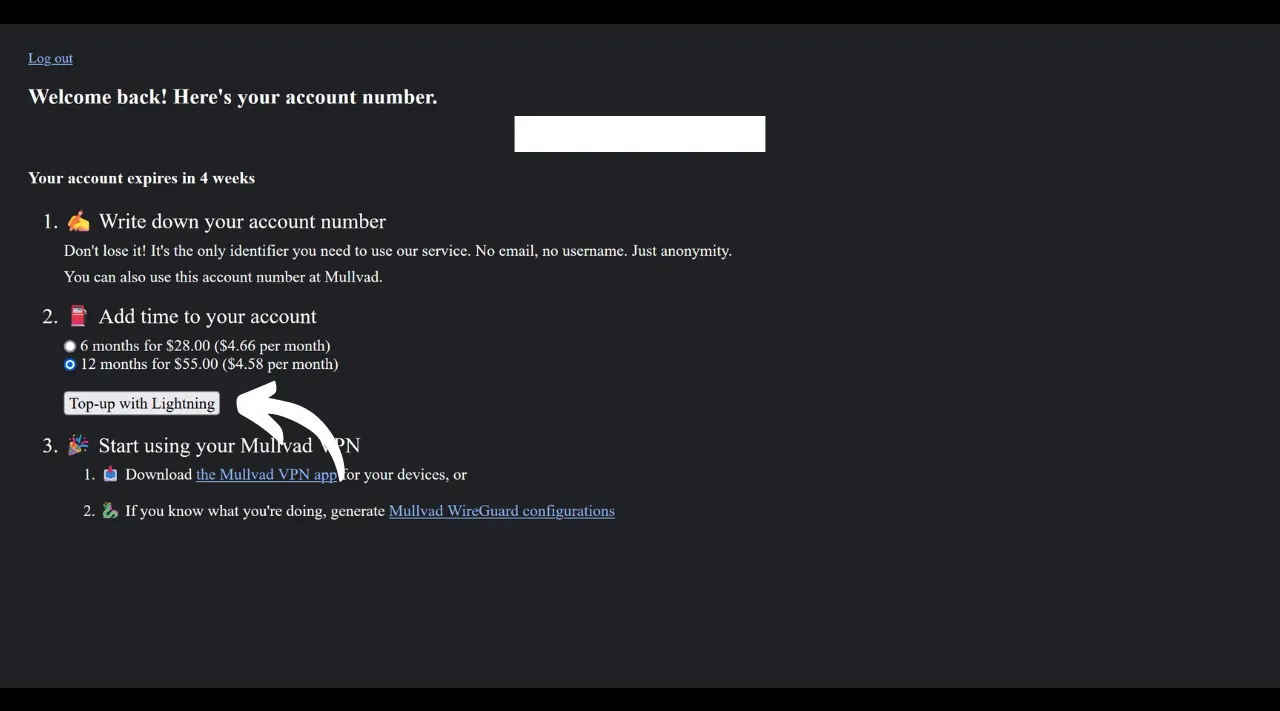 Log out
Welcome back! Here's your account number.
Your account expires in 4 weeks
1. ✍️ Write down your account number
Don't lose it! It's the only identifier you need to use our service. No email, no username. Just anonymity.
You can also use this account number at Mullvad.
2. ⛽ Add time to your account
6 months for $28.00 ($4.66 per month)
12 months for $55.00 ($4.58 per month)
Top-up with Lightning
3. 🎉 Start using your Mullvad VPN
1. 📩 Download the Mullvad VPN app for your devices, or
2. 🐉 If you know what you're doing, generate Mullvad WireGuard configurations